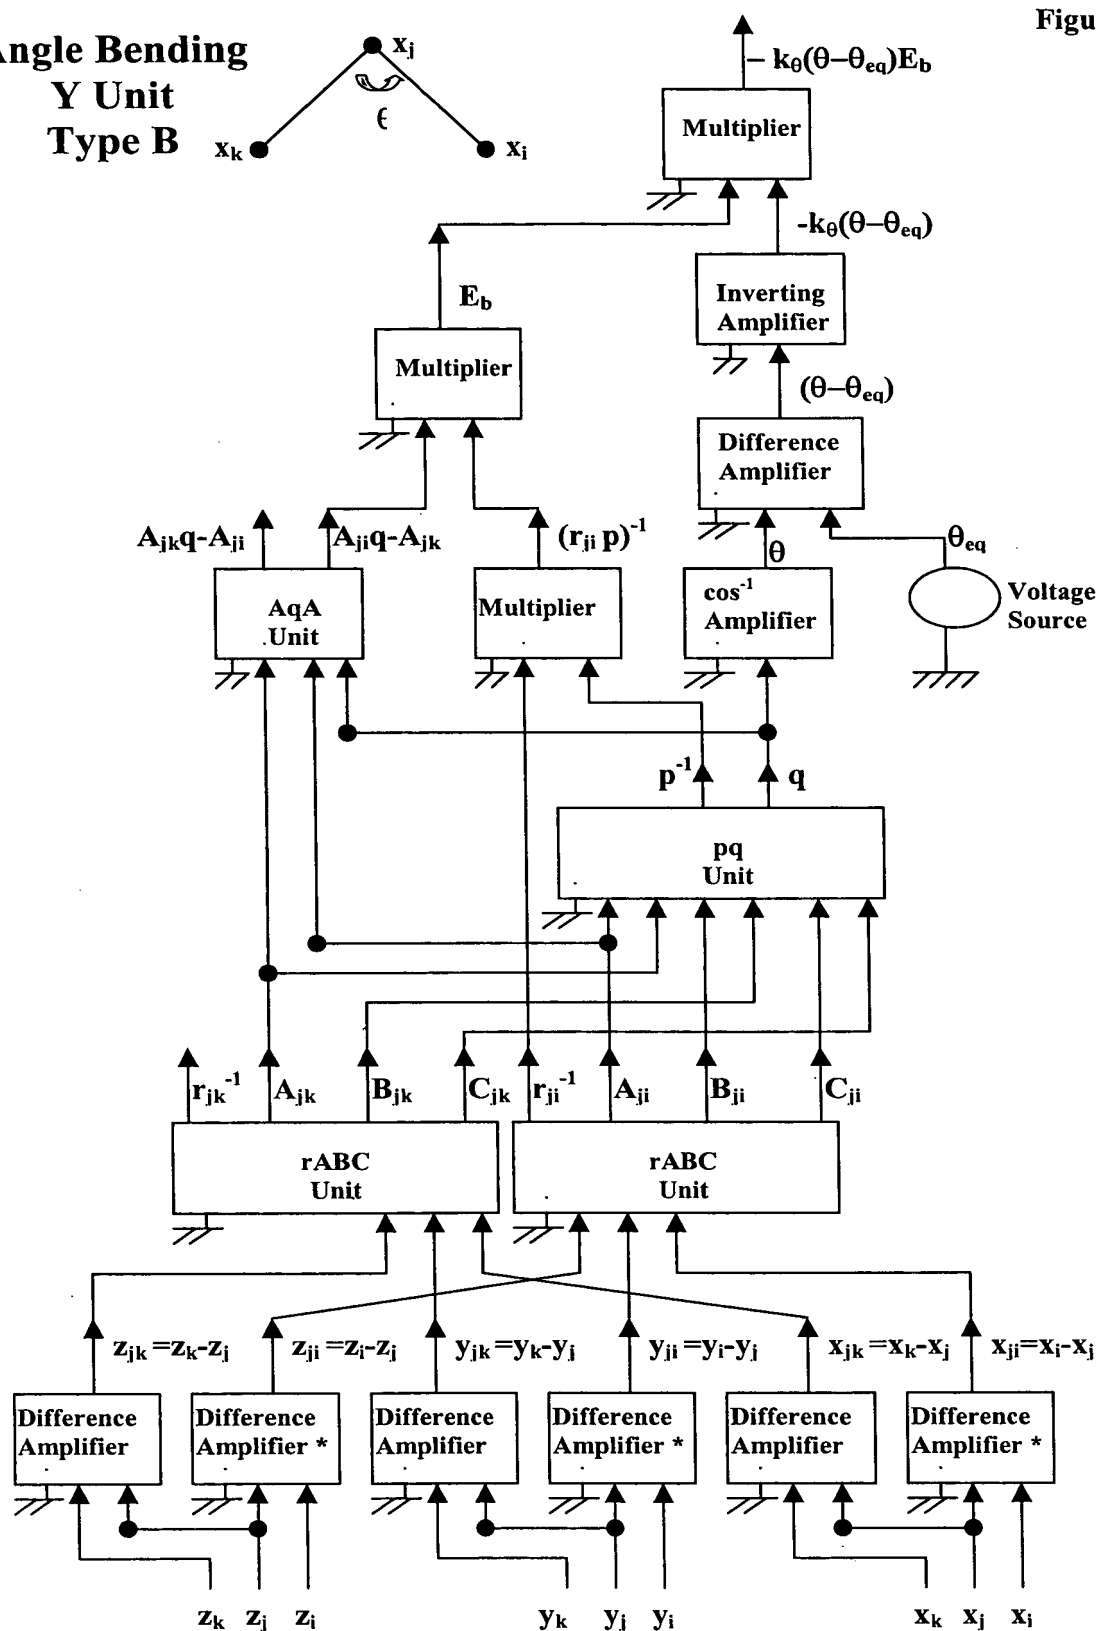 Figu
Angle Bending
Y Unit
Type B
xj
ϵ
xk
xi
− kθ(θ−θeq)Eb
Multiplier
-kθ(θ−θeq)
Eb
Inverting
Amplifier
Multiplier
(θ−θeq)
Difference
Amplifier
Ajkq-Aji
Ajiq-Ajk
(rji p)-1
θ
θeq
AqA
Unit
Multiplier
cos-1
Amplifier
Voltage
Source
p-1
q
pq
Unit
rjk-1
Ajk
Bjk
Cjk
rji-1
Aji
Bji
Cji
rABC
Unit
rABC
Unit
zjk=zk-zj
zji=zi-zj
yjk=yk-yj
yji=yi-yj
xjk=xk-xj
xji=xi-xj
Difference
Amplifier
Difference
Amplifier *
Difference
Amplifier
Difference
Amplifier *
Difference
Amplifier
Difference
Amplifier *
zk zj zi
yk yj yi
xk xj xi